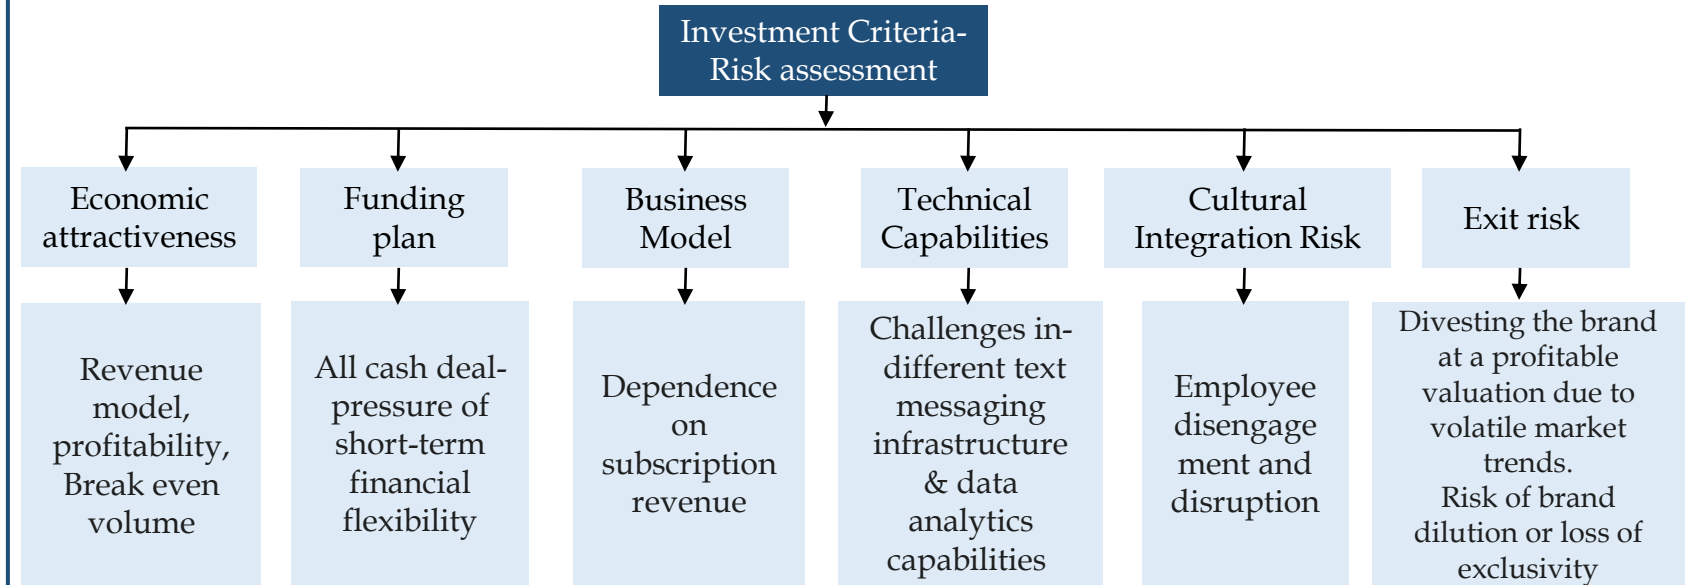 Investment Criteria-
Risk assessment
Economic
attractiveness
Funding
plan
Business
Model
Technical
Capabilities
Cultural
Integration Risk
Exit risk
Revenue
model,
profitability,
Break even
volume
All cash deal-
pressure of
short-term
financial
flexibility
Dependence
on
subscription
revenue
Challenges in-
different text
messaging
infrastructure
& data
analytics
capabilities
Employee
disengage
ment and
disruption
Divesting the brand
at a profitable
valuation due to
volatile market
trends.
Risk of brand
dilution or loss of
exclusivity